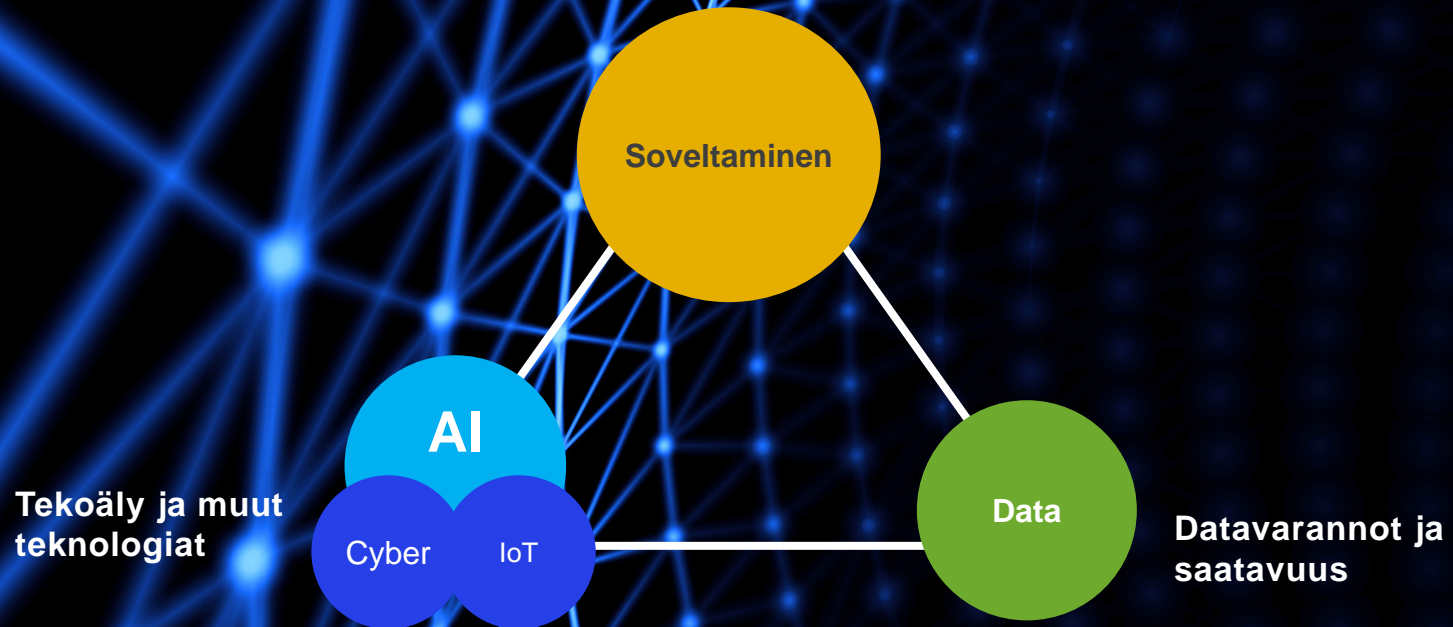 Soveltaminen
AI
Tekoäly ja muut
teknologiat
Cyber
IoT
Data
Datavarannot ja
saatavuus